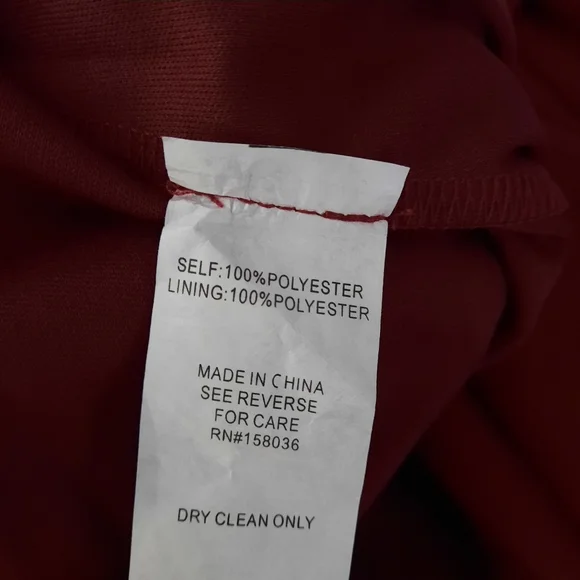 SELF:100%POLYESTER
LINING:100%POLYESTER
MADE IN CHINA
SEE REVERSE
FOR CARE
RN#158036
DRY CLEAN ONLY